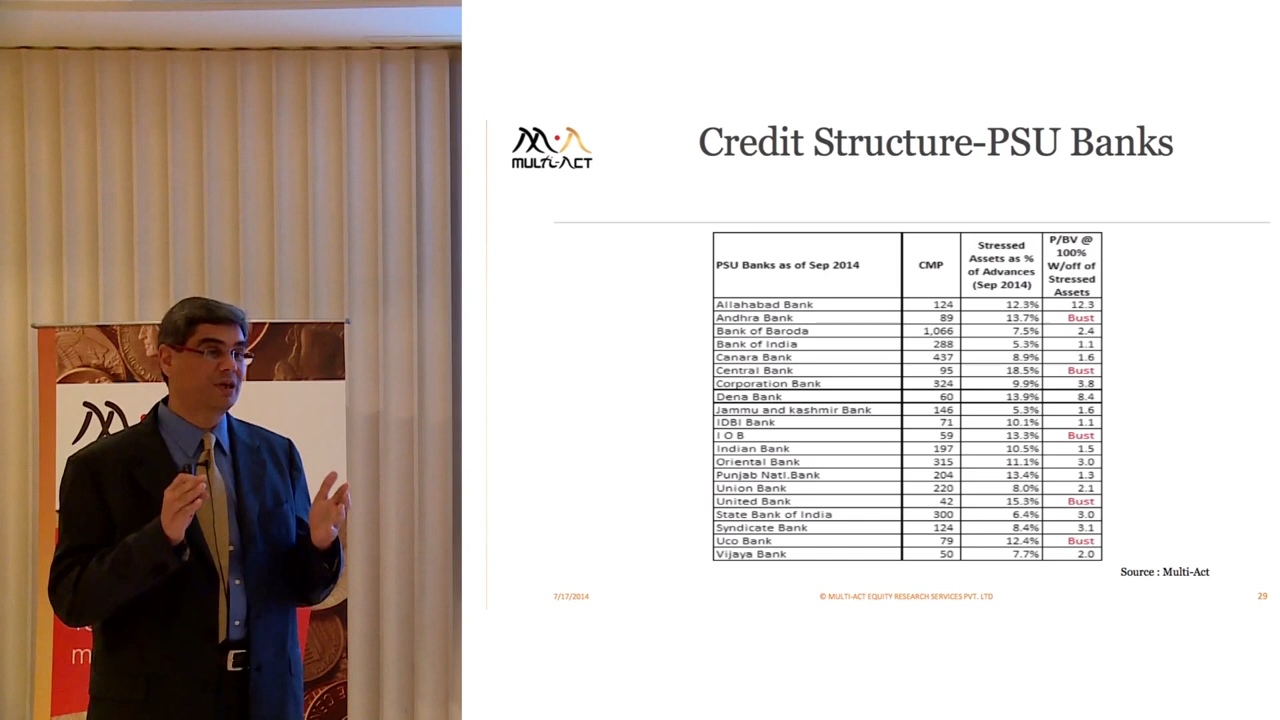 MULTI-ACT
Credit Structure-PSU Banks
PSU Banks as of Sep 2014 CMP Stressed Assets as % of Advances (Sep 2014) P/BV @ 100% W/off of Stressed Assets
Allahabad Bank 124 12.3% 12.3
Andhra Bank 89 13.7% Bust
Bank of Baroda 1,066 7.5% 2.4
Bank of India 288 5.3% 1.1
Canara Bank 437 8.9% 1.6
Central Bank 95 18.5% Bust
Corporation Bank 324 9.9% 3.8
Dena Bank 60 13.9% 8.4
Jammu and kashmir Bank 146 5.3% 1.6
IDBI Bank 71 10.1% 1.1
I O B 59 13.3% Bust
Indian Bank 197 10.5% 1.5
Oriental Bank 315 11.1% 3.0
Punjab Natl.Bank 204 13.4% 1.3
Union Bank 220 8.0% 2.1
United Bank 42 15.3% Bust
State Bank of India 300 6.4% 3.0
Syndicate Bank 124 8.4% 3.1
Uco Bank 79 12.4% Bust
Vijaya Bank 50 7.7% 2.0
Source : Multi-Act
7/17/2014 © MULTI-ACT EQUITY RESEARCH SERVICES PVT. LTD 29